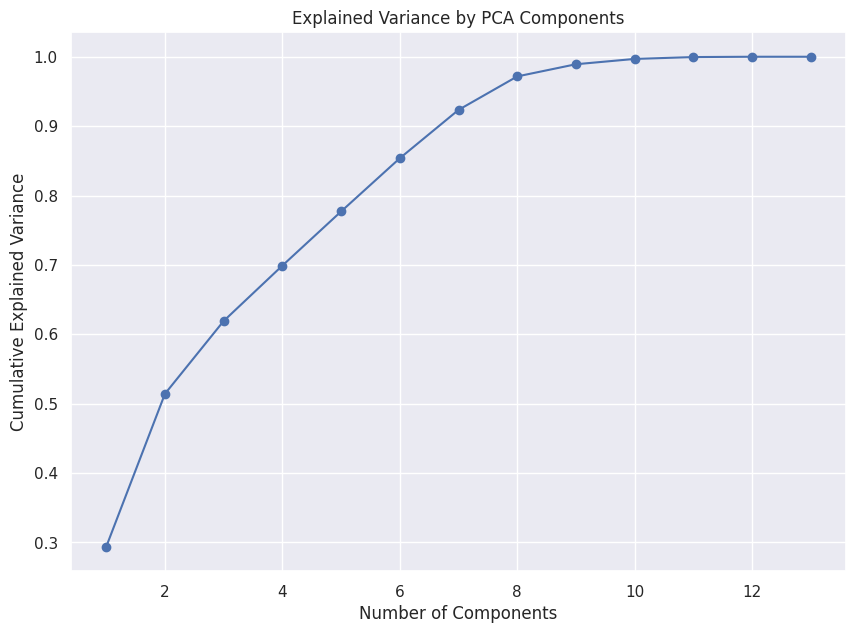 Explained Variance by PCA Components
1.0
0.9
0.8
0.7
0.6
0.5
0.4
0.3
Cumulative Explained Variance
2 4 6 8 10 12
Number of Components